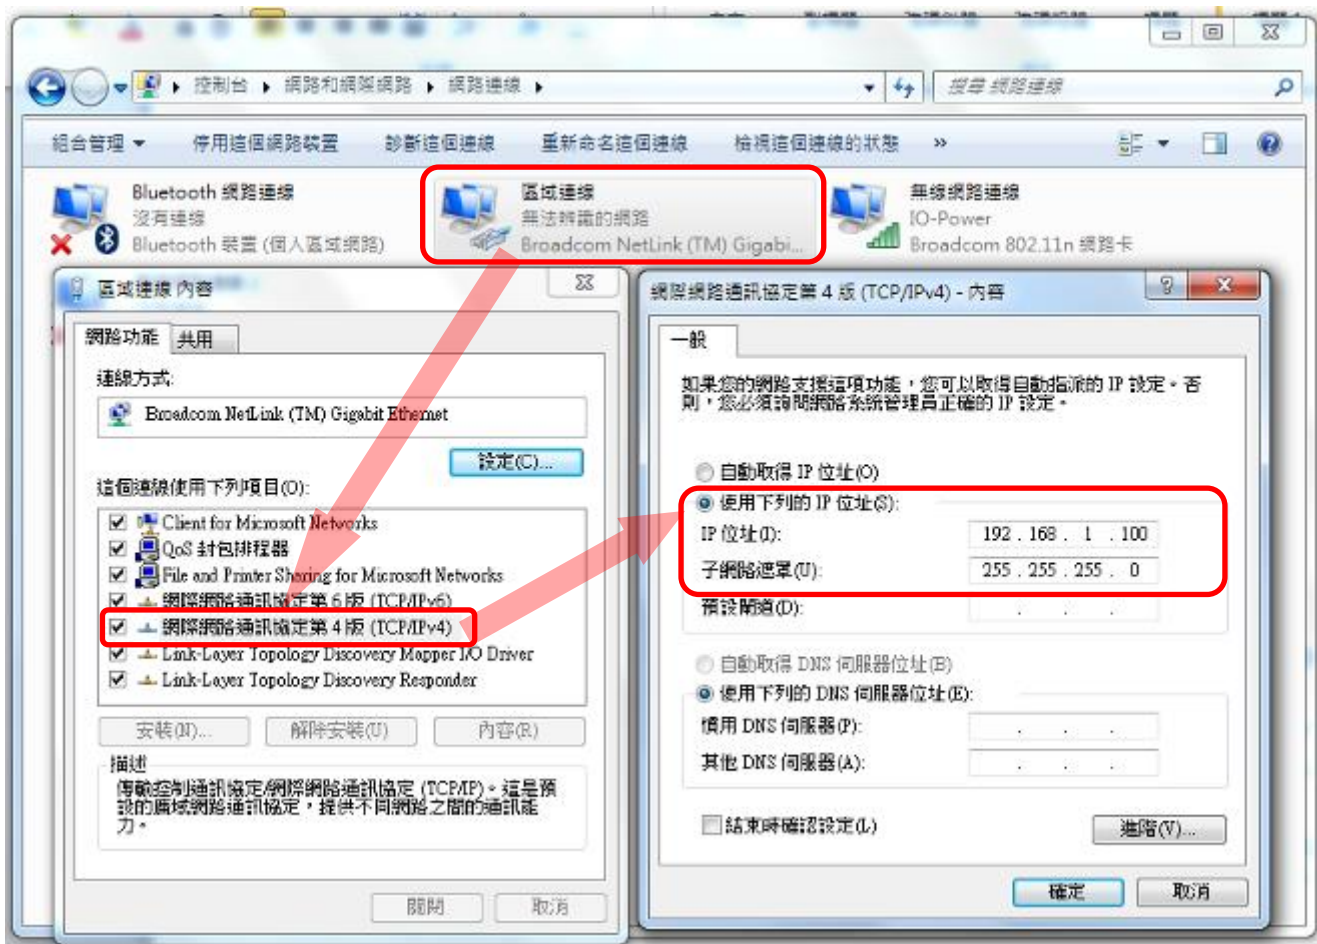 控制台 ▸ 網路和網際網路 ▸ 網路連線 ▸
搜尋 網路連線
組合管理 停用這個網路裝置 診斷這個連線 重新命名這個連線 檢視這個連線的狀態 »
Bluetooth 網路連線
沒有連線
Bluetooth 裝置 (個人區域網路)
區域連線
無法辨識的網路
Broadcom NetLink (TM) Gigabi...
無線網路連線
IO-Power
Broadcom 802.11n 網路卡
區域連線 內容
網路功能 共用
連線方式:
Broadcom NetLink (TM) Gigabit Ethernet
設定(C)...
這個連線使用下列項目(O):
Client for Microsoft Networks
QoS 封包排程器
File and Printer Sharing for Microsoft Networks
網際網路通訊協定第 6 版 (TCP/IPv6)
網際網路通訊協定第 4 版 (TCP/IPv4)
Link-Layer Topology Discovery Mapper I/O Driver
Link-Layer Topology Discovery Responder
安裝(N)... 解除安裝(U) 內容(R)
描述
傳輸控制通訊協定/網際網路通訊協定 (TCP/IP)。這是預
設的廣域網路通訊協定，提供不同網路之間的通訊能
力。
關閉 取消
網際網路通訊協定第 4 版 (TCP/IPv4) - 內容
一般
如果您的網路支援這項功能，您可以取得自動指派的 IP 設定。否
則，您必須詢問網路系統管理員正確的 IP 設定。
自動取得 IP 位址(O)
使用下列的 IP 位址(S):
IP 位址(I): 192 . 168 . 1 . 100
子網路遮罩(U): 255 . 255 . 255 . 0
預設閘道(D): . . .
自動取得 DNS 伺服器位址(B)
使用下列的 DNS 伺服器位址(E):
慣用 DNS 伺服器(P): . . .
其他 DNS 伺服器(A): . . .
結束時確認設定(L)
進階(V)...
確定 取消